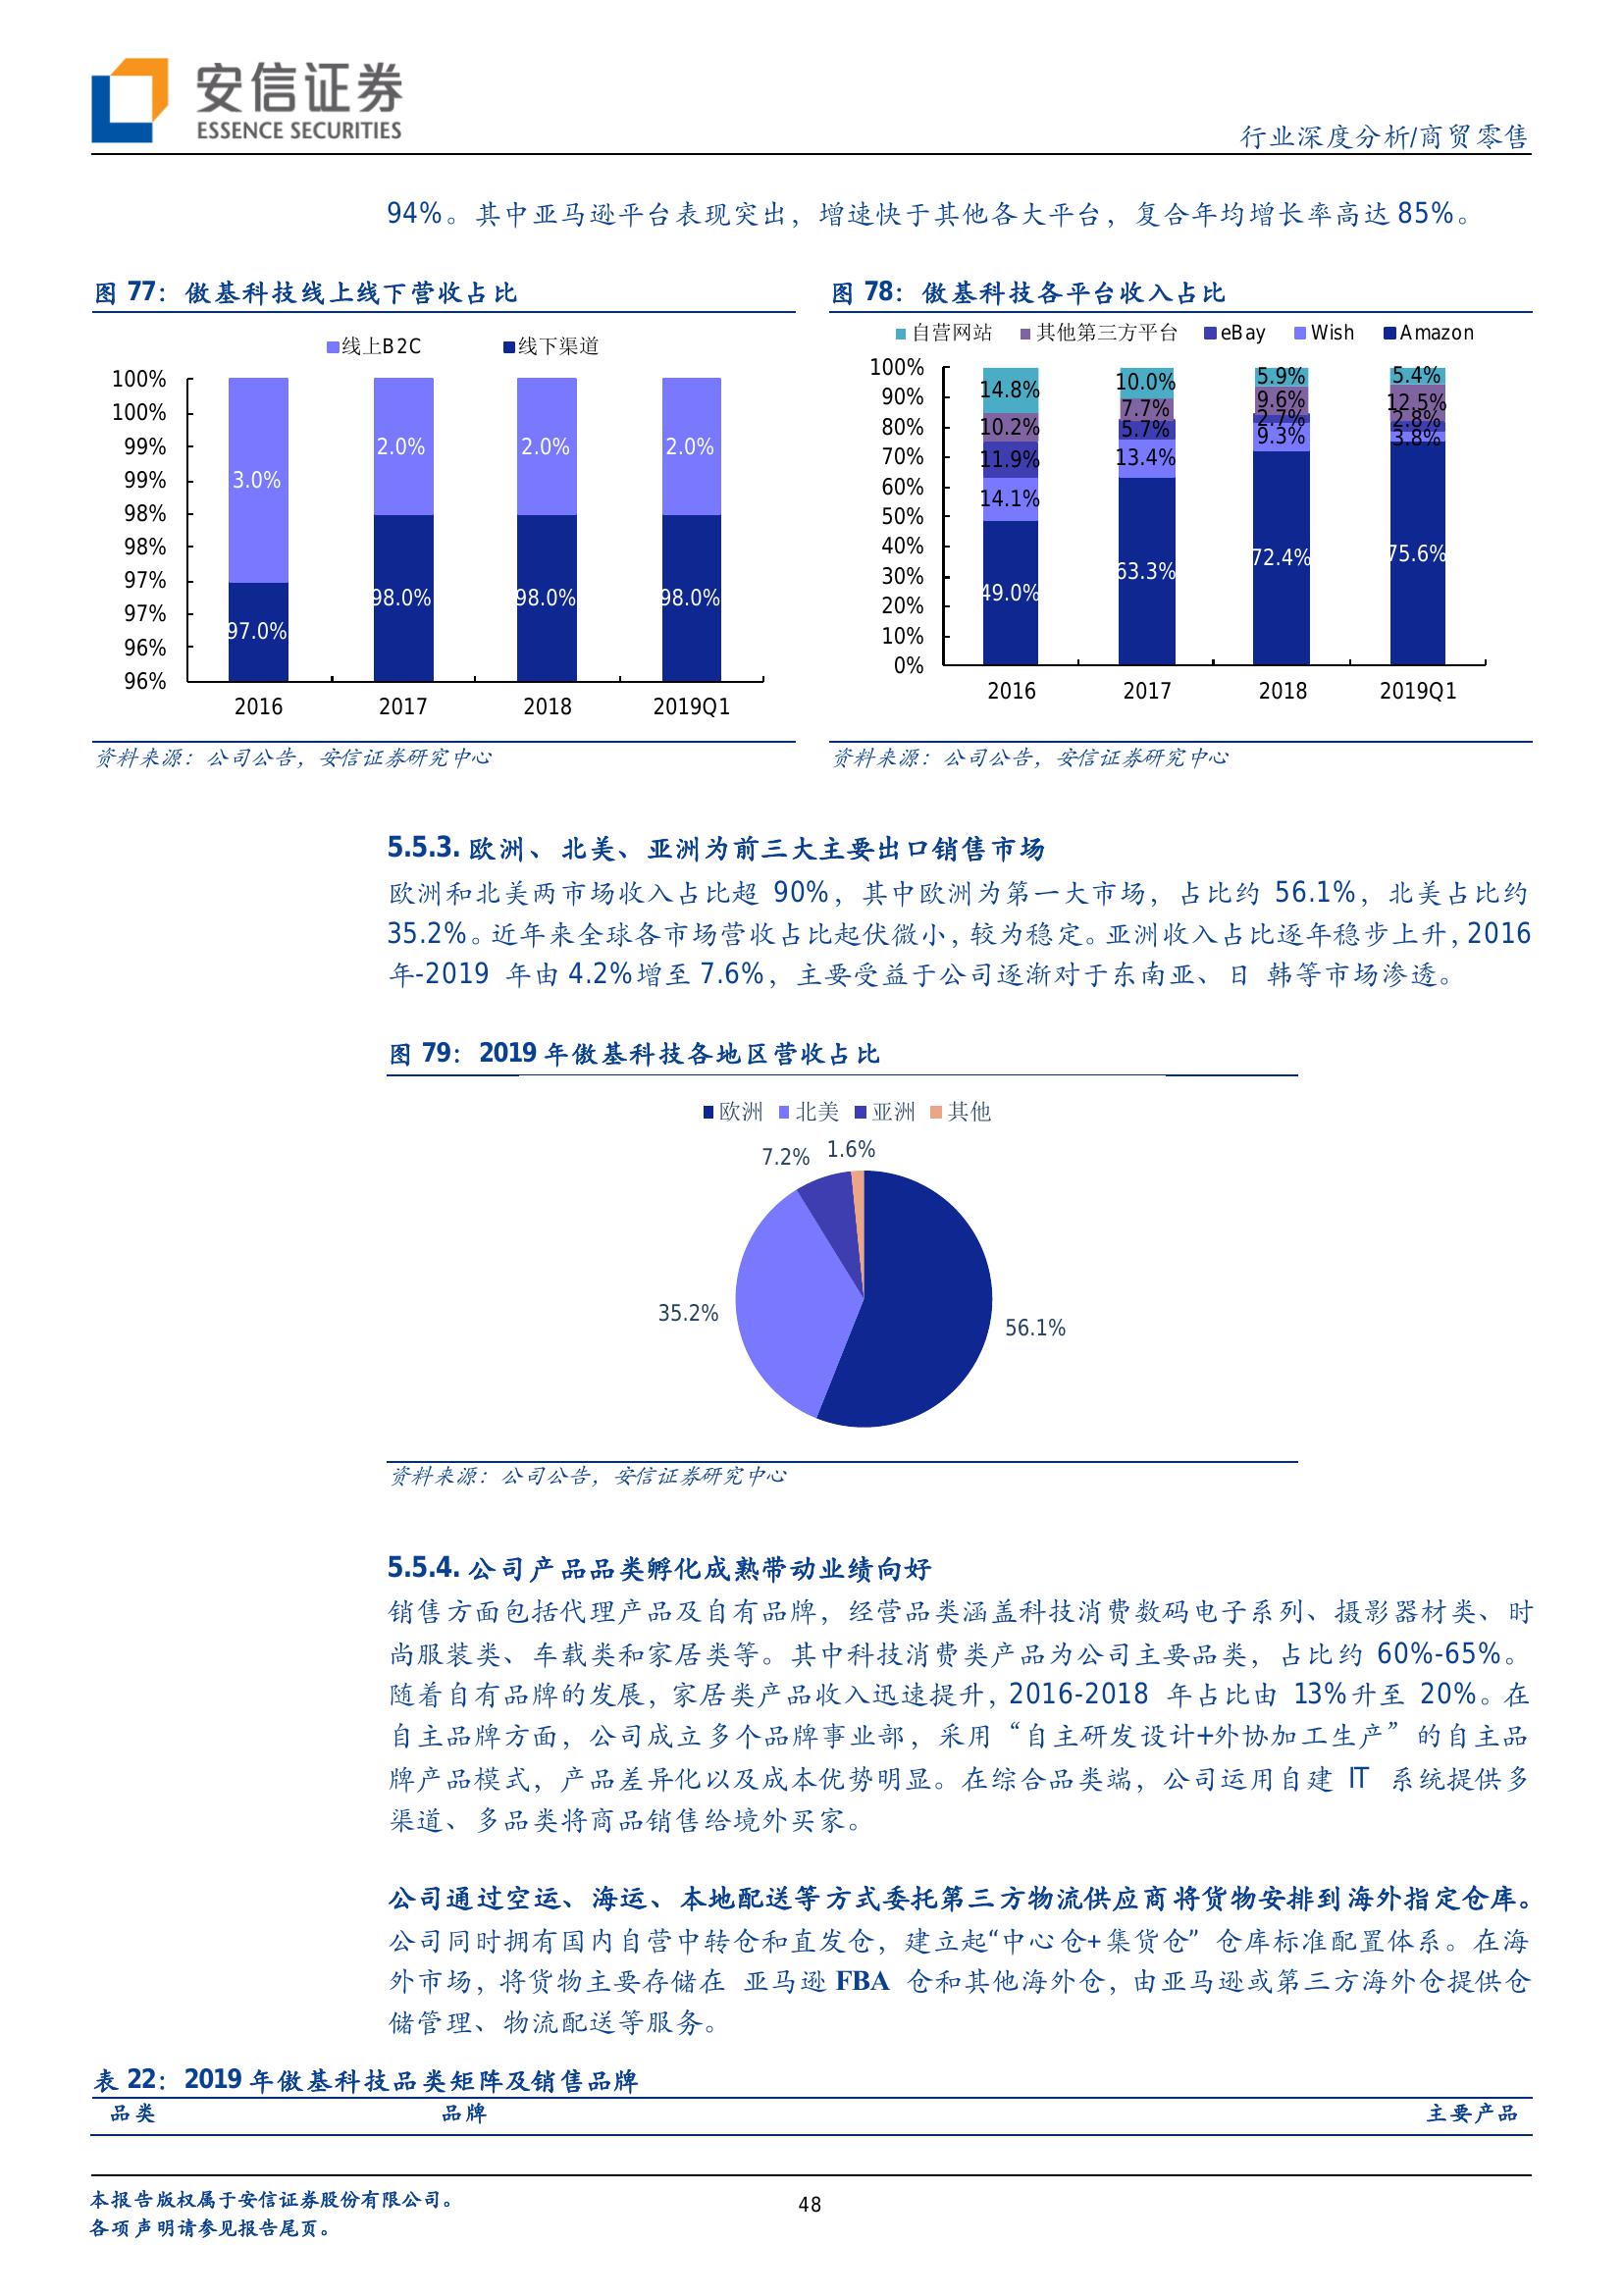 安信证券
ESSENCE SECURITIES
行业深度分析/商贸零售
94%。其中亚马逊平台表现突出，增速快于其他各大平台，复合年均增长率高达 85%。
图 77：傲基科技线上线下营收占比
线上B2C 线下渠道
100%
100%
99%
99%
98%
98%
97%
97%
96%
96%
3.0% 2.0% 2.0% 2.0%
97.0% 98.0% 98.0% 98.0%
2016 2017 2018 2019Q1
资料来源：公司公告，安信证券研究中心
图 78：傲基科技各平台收入占比
自营网站 其他第三方平台 eBay Wish Amazon
100%
90%
80%
70%
60%
50%
40%
30%
20%
10%
0%
14.8% 10.0% 5.9% 5.4%
10.2% 7.7% 9.6% 12.5%
11.9% 5.7% 2.7% 2.8%
14.1% 13.4% 9.3% 3.8%
49.0% 63.3% 72.4% 75.6%
2016 2017 2018 2019Q1
资料来源：公司公告，安信证券研究中心
5.5.3. 欧洲、北美、亚洲为前三大主要出口销售市场
欧洲和北美两市场收入占比超 90%，其中欧洲为第一大市场，占比约 56.1%，北美占比约
35.2%。近年来全球各市场营收占比起伏微小，较为稳定。亚洲收入占比逐年稳步上升，2016
年-2019 年由 4.2%增至 7.6%，主要受益于公司逐渐对于东南亚、日 韩等市场渗透。
图 79：2019 年傲基科技各地区营收占比
欧洲 北美 亚洲 其他
7.2% 1.6%
35.2%
56.1%
资料来源：公司公告，安信证券研究中心
5.5.4. 公司产品品类孵化成熟带动业绩向好
销售方面包括代理产品及自有品牌，经营品类涵盖科技消费数码电子系列、摄影器材类、时
尚服装类、车载类和家居类等。其中科技消费类产品为公司主要品类，占比约 60%-65%。
随着自有品牌的发展，家居类产品收入迅速提升，2016-2018 年占比由 13%升至 20%。在
自主品牌方面，公司成立多个品牌事业部，采用“自主研发设计+外协加工生产”的自主品
牌产品模式，产品差异化以及成本优势明显。在综合品类端，公司运用自建 IT 系统提供多
渠道、多品类将商品销售给境外买家。
公司通过空运、海运、本地配送等方式委托第三方物流供应商将货物安排到海外指定仓库。
公司同时拥有国内自营中转仓和直发仓，建立起“中心仓+集货仓” 仓库标准配置体系。在海
外市场，将货物主要存储在 亚马逊 FBA 仓和其他海外仓，由亚马逊或第三方海外仓提供仓
储管理、物流配送等服务。
表 22：2019 年傲基科技品类矩阵及销售品牌
品类 品牌 主要产品
本报告版权属于安信证券股份有限公司。
各项声明请参见报告尾页。
48